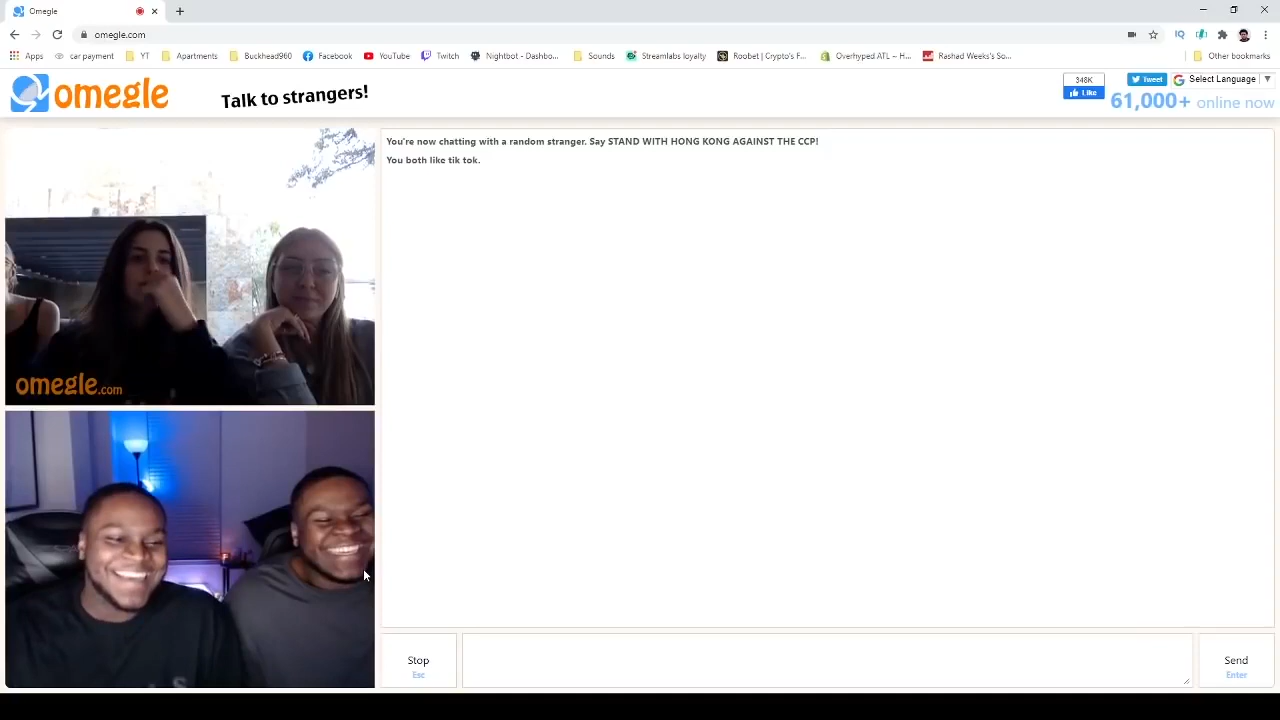 Omegle
omegle.com
Apps
car payment
YT
Apartments
Buckhead960
Facebook
YouTube
Twitch
Nightbot - Dashbo...
Sounds
Streamlabs loyalty
Roobet | Crypto's F...
Overhyped ATL ~ H...
Rashad Weeks's So...
Other bookmarks
omegle
Talk to strangers!
348K
Like
Tweet
Select Language
61,000+ online now
You're now chatting with a random stranger. Say STAND WITH HONG KONG AGAINST THE CCP!
You both like tik tok.
omegle.com
Stop
Esc
Send
Enter